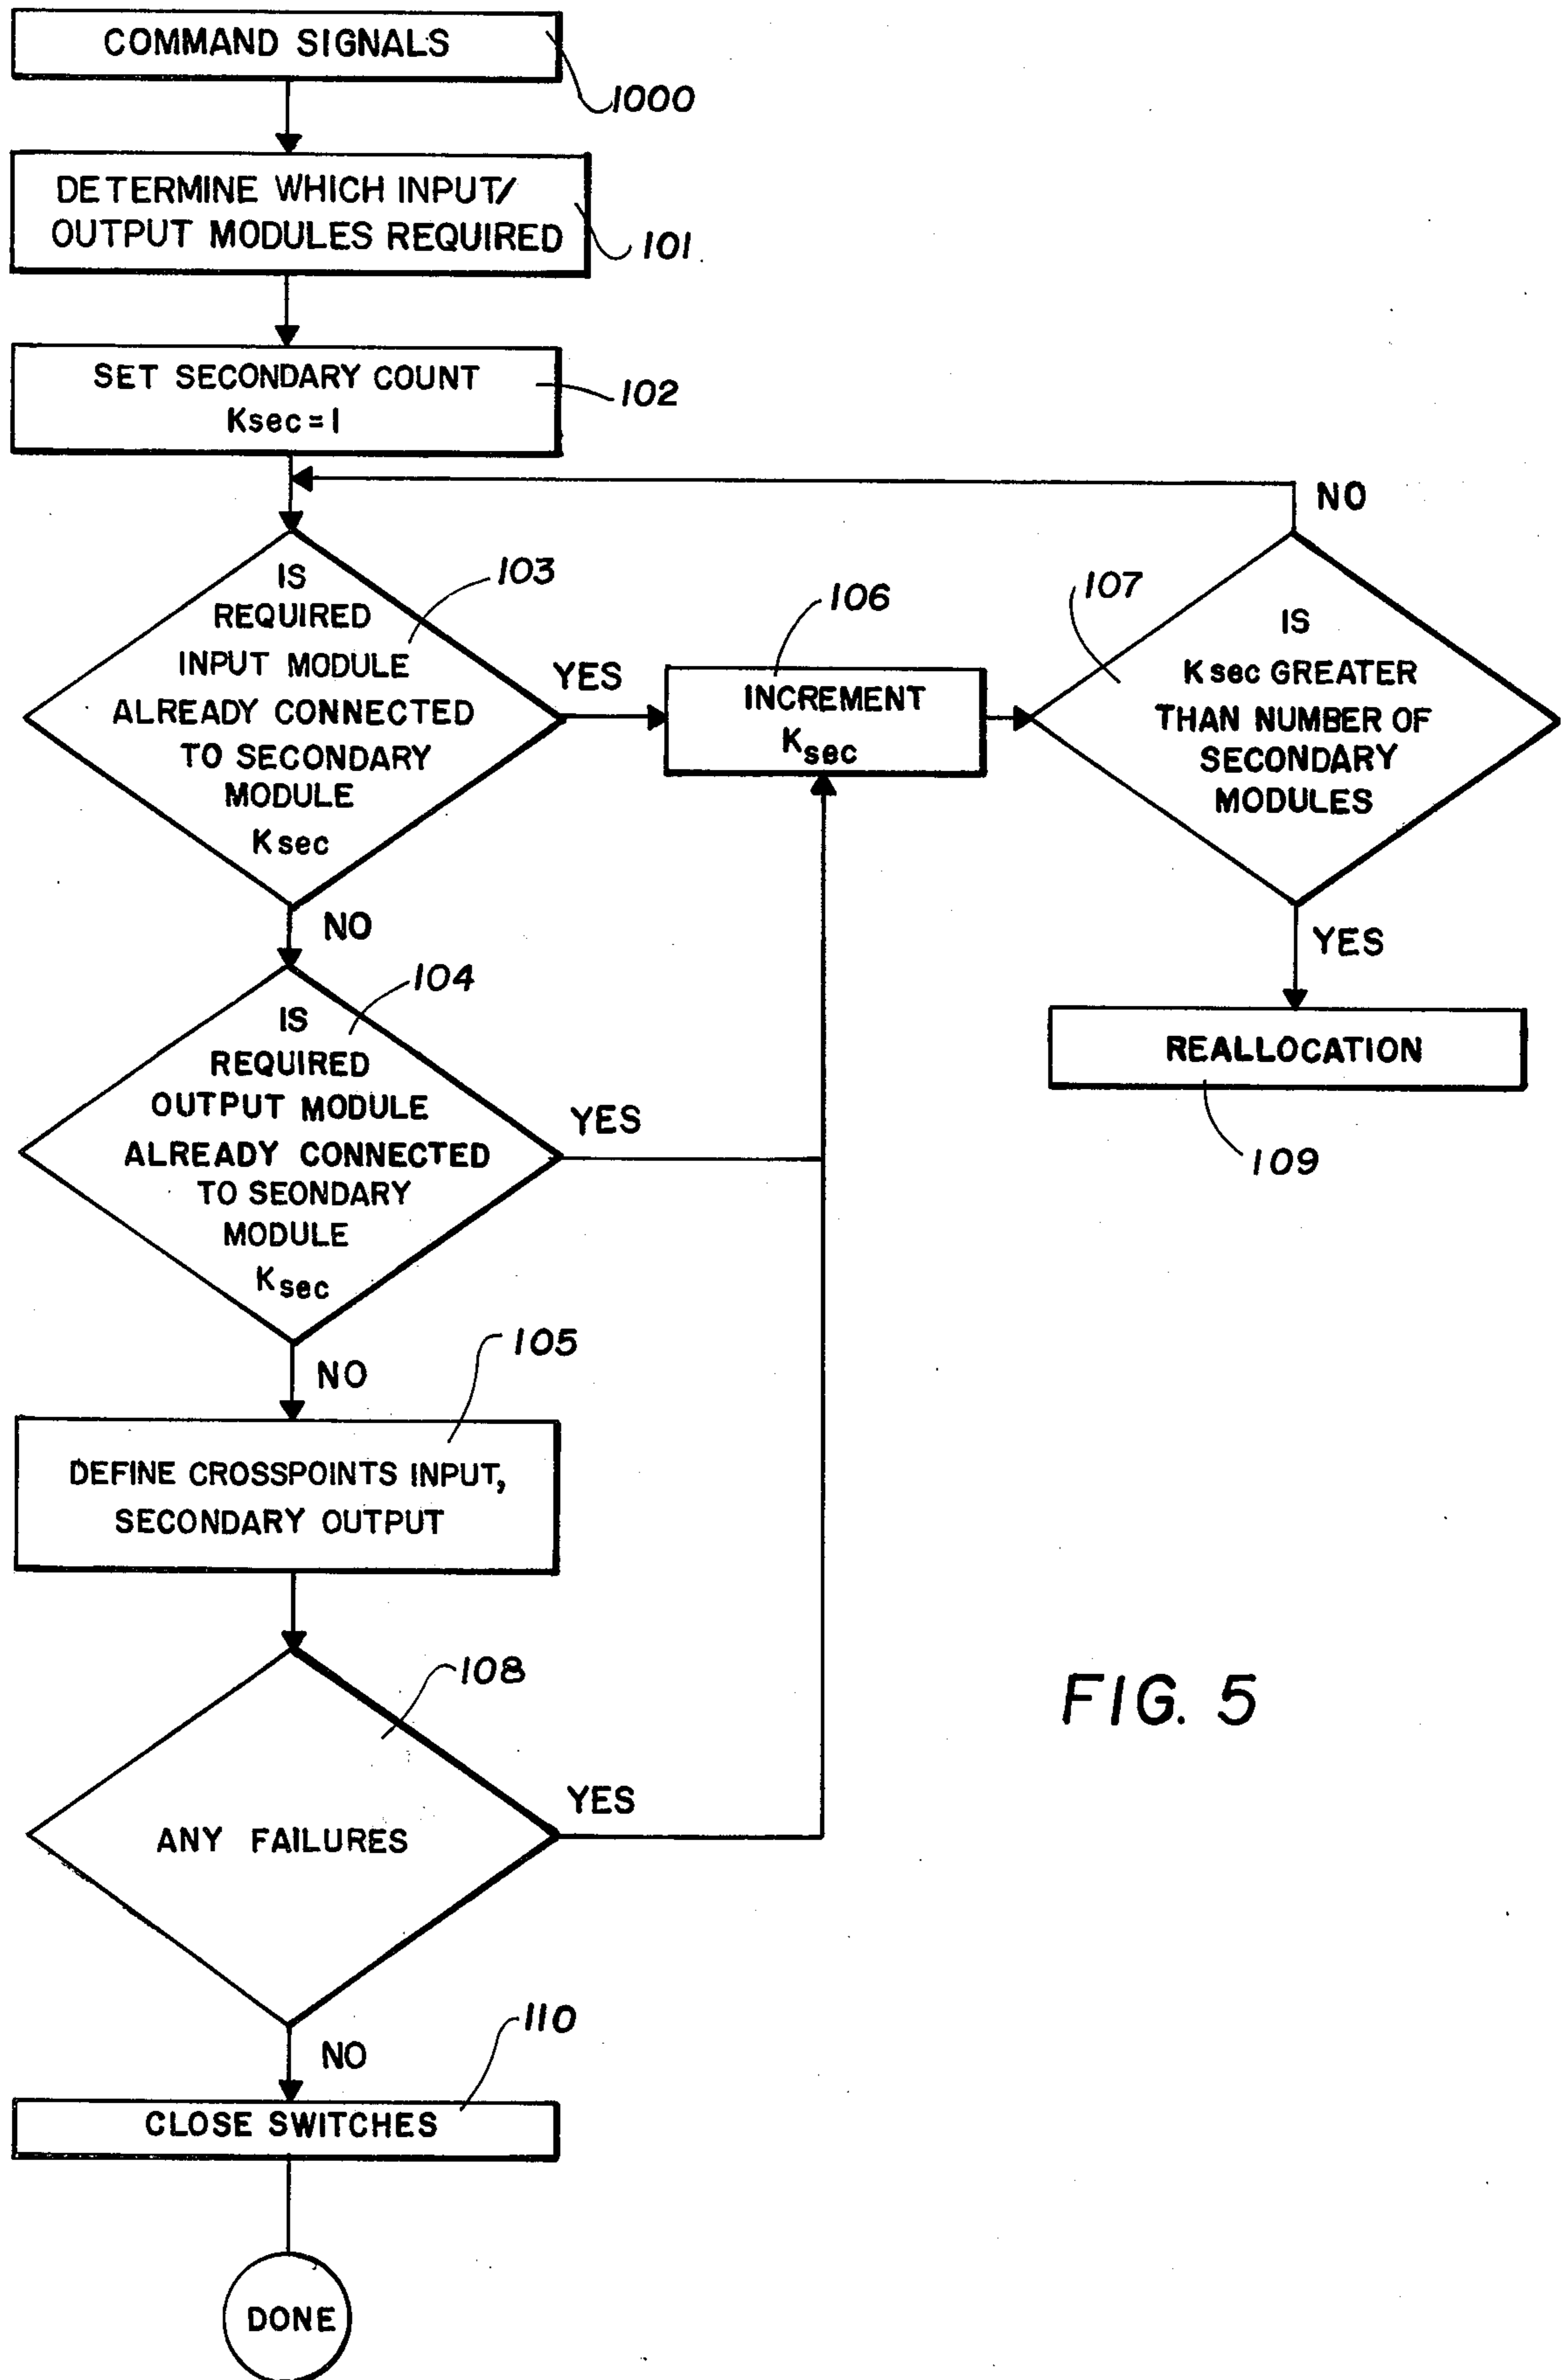 COMMAND SIGNALS
1000
DETERMINE WHICH INPUT/
OUTPUT MODULES REQUIRED
101
SET SECONDARY COUNT
Ksec = 1
102
NO
IS
REQUIRED
INPUT MODULE
ALREADY CONNECTED
TO SECONDARY
MODULE
Ksec
103
YES
106
INCREMENT
Ksec
107
IS
Ksec GREATER
THAN NUMBER OF
SECONDARY
MODULES
NO
YES
REALLOCATION
109
104
IS
REQUIRED
OUTPUT MODULE
ALREADY CONNECTED
TO SEONDARY
MODULE
Ksec
YES
NO
105
DEFINE CROSSPOINTS INPUT,
SECONDARY OUTPUT
108
ANY FAILURES
YES
FIG. 5
NO
110
CLOSE SWITCHES
DONE